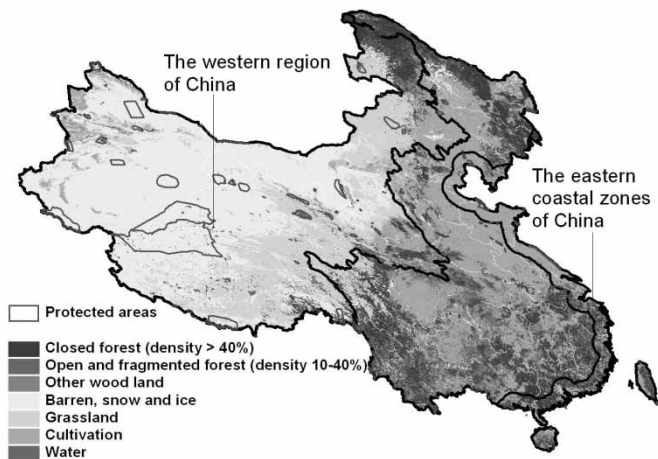 The western region
of China
The eastern
coastal zones
of China
Protected areas
Closed forest (density > 40%)
Open and fragmented forest (density 10-40%)
Other wood land
Barren, snow and ice
Grassland
Cultivation
Water